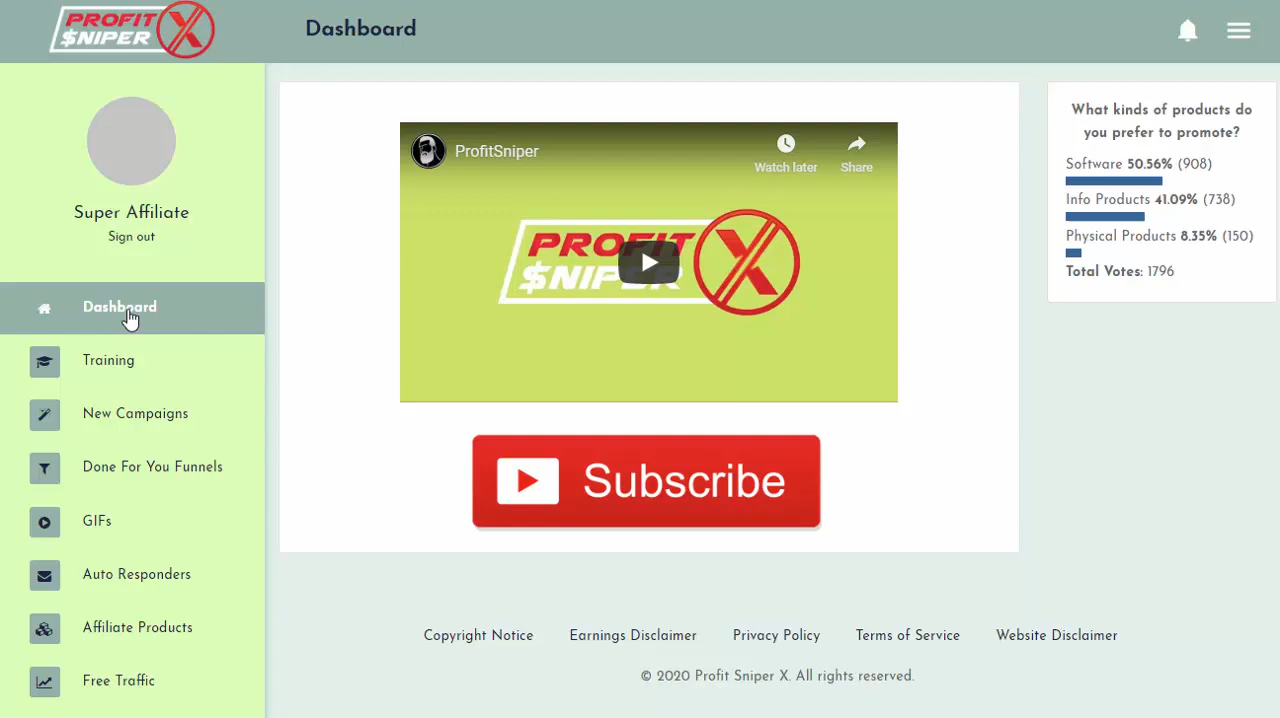 PROFIT
$NIPER X
Dashboard
Super Affiliate
Sign out
Dashboard
Training
New Campaigns
Done For You Funnels
GIFs
Auto Responders
Affiliate Products
Free Traffic
ProfitSniper
Watch later
Share
PROFIT
$NIPER X
Subscribe
What kinds of products do
you prefer to promote?
Software 50.56% (908)
Info Products 41.09% (738)
Physical Products 8.35% (150)
Total Votes: 1796
Copyright Notice Earnings Disclaimer Privacy Policy Terms of Service Website Disclaimer
© 2020 Profit Sniper X. All rights reserved.